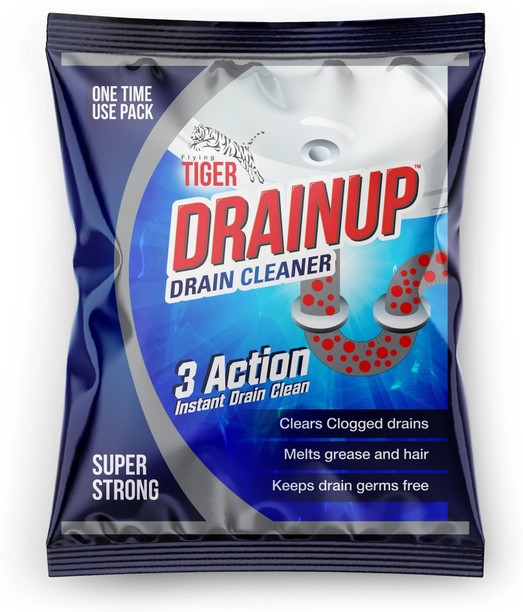 ONE TIME
USE PACK
Flying
TIGER
DRAINUP™
DRAIN CLEANER
3 Action
Instant Drain Clean
Clears Clogged drains
Melts grease and hair
Keeps drain germs free
SUPER
STRONG